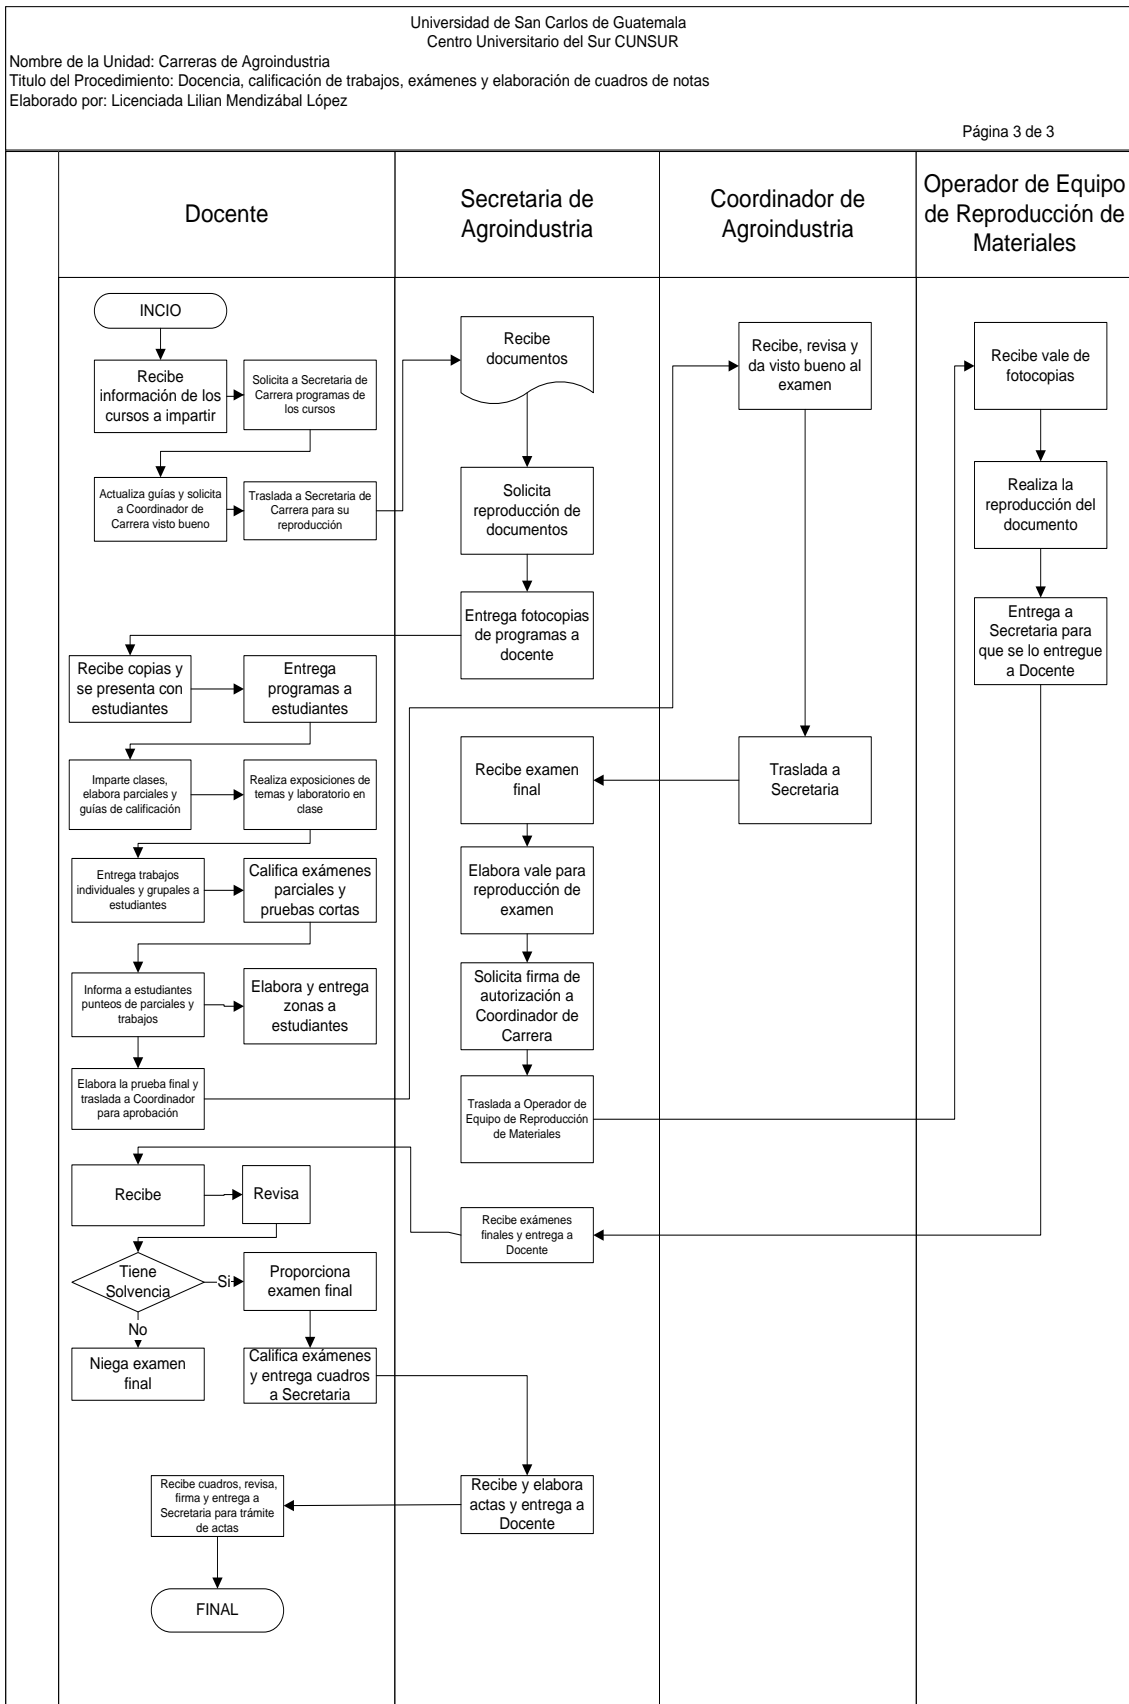 Universidad de San Carlos de Guatemala
Centro Universitario del Sur CUNSUR
Nombre de la Unidad: Carreras de Agroindustria
Titulo del Procedimiento: Docencia, calificación de trabajos, exámenes y elaboración de cuadros de notas
Elaborado por: Licenciada Lilian Mendizábal López
Página 3 de 3
Docente
Secretaria de
Agroindustria
Coordinador de
Agroindustria
Operador de Equipo
de Reproducción de
Materiales
INCIO
Recibe
información de los
cursos a impartir
Solicita a Secretaria de
Carrera programas de
los cursos
Actualiza guías y solicita
a Coordinador de
Carrera visto bueno
Traslada a Secretaria de
Carrera para su
reproducción
Recibe
documentos
Solicita
reproducción de
documentos
Entrega fotocopias
de programas a
docente
Recibe copias y
se presenta con
estudiantes
Entrega
programas a
estudiantes
Imparte clases,
elabora parciales y
guías de calificación
Realiza exposiciones de
temas y laboratorio en
clase
Entrega trabajos
individuales y grupales a
estudiantes
Califica exámenes
parciales y
pruebas cortas
Informa a estudiantes
punteos de parciales y
trabajos
Elabora y entrega
zonas a
estudiantes
Elabora la prueba final y
traslada a Coordinador
para aprobación
Recibe, revisa y
da visto bueno al
examen
Traslada a
Secretaria
Recibe examen
final
Elabora vale para
reproducción de
examen
Solicita firma de
autorización a
Coordinador de
Carrera
Traslada a Operador de
Equipo de Reproducción
de Materiales
Recibe vale de
fotocopias
Realiza la
reproducción del
documento
Entrega a
Secretaria para
que se lo entregue
a Docente
Recibe exámenes
finales y entrega a
Docente
Recibe
Revisa
Tiene
Solvencia
Si
No
Proporciona
examen final
Niega examen
final
Califica exámenes
y entrega cuadros
a Secretaria
Recibe y elabora
actas y entrega a
Docente
Recibe cuadros, revisa,
firma y entrega a
Secretaria para trámite
de actas
FINAL